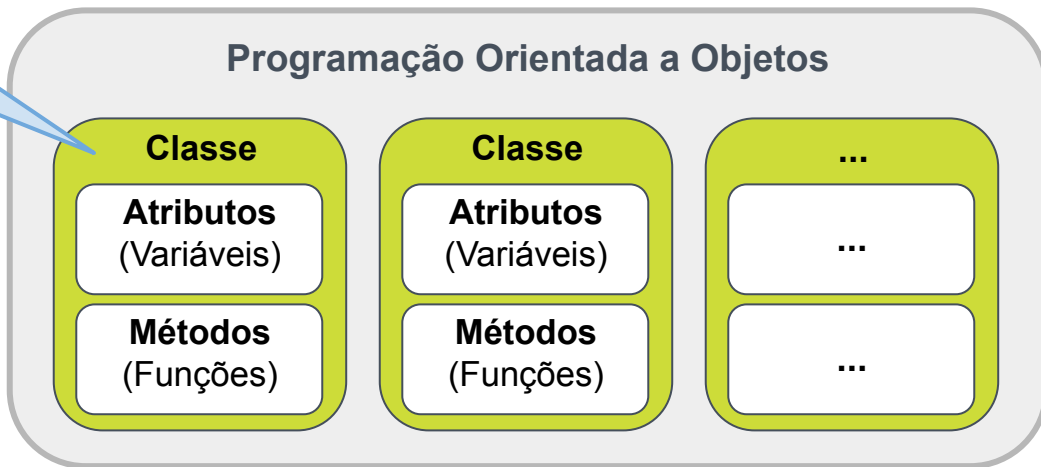 Programação Orientada a Objetos
Classe
Atributos
(Variáveis)
Métodos
(Funções)
Classe
Atributos
(Variáveis)
Métodos
(Funções)
...
...
...